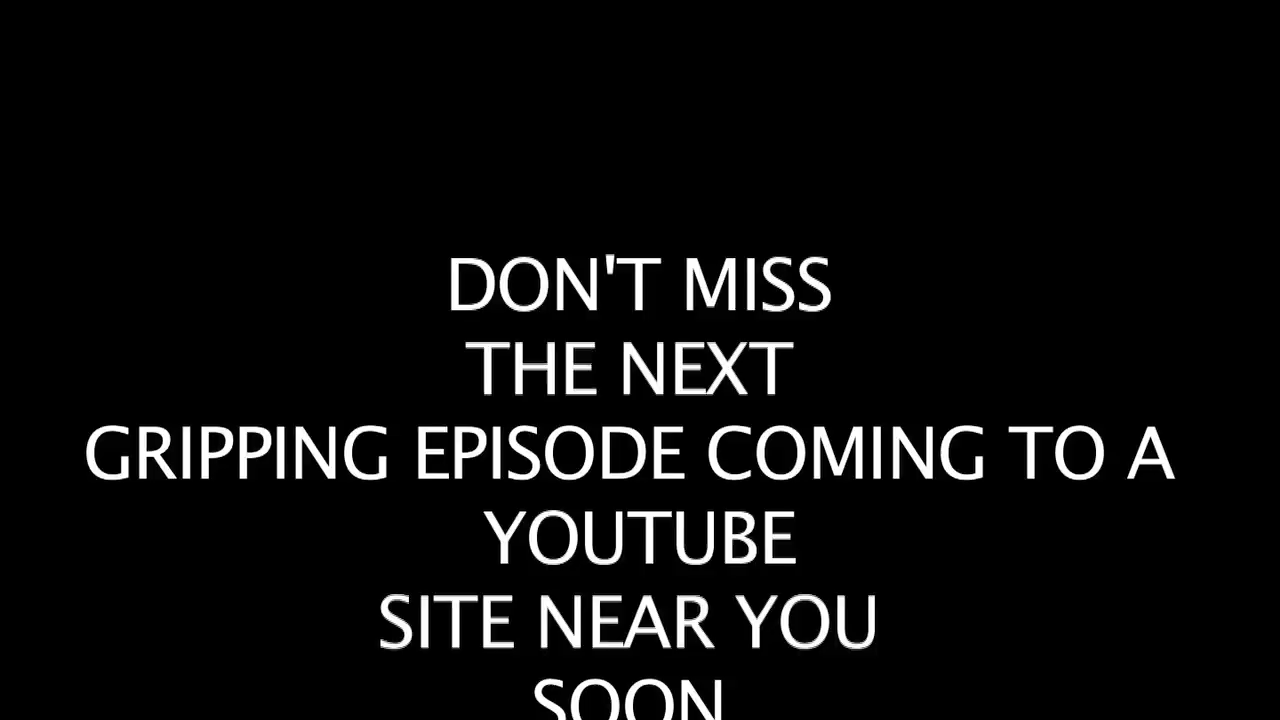 DON'T MISS
THE NEXT
GRIPPING EPISODE COMING TO A
YOUTUBE
SITE NEAR YOU
SOON